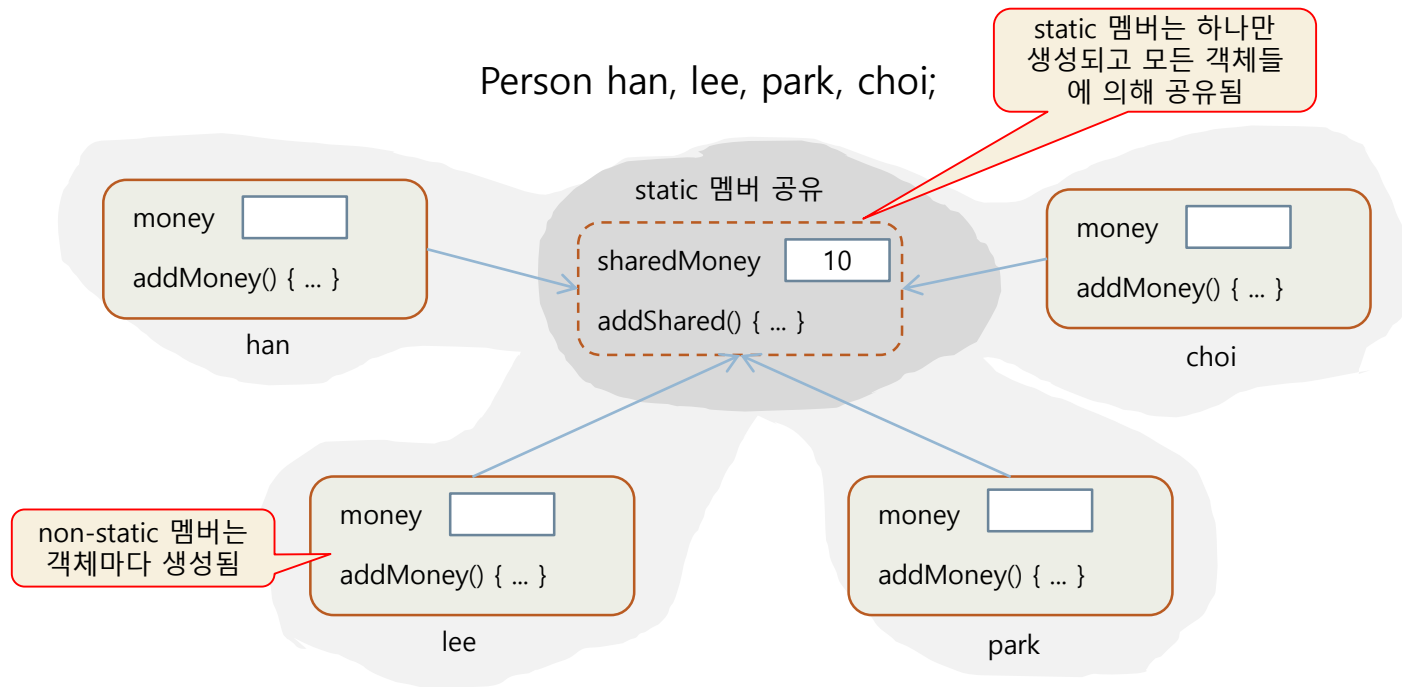 static 멤버는 하나만
생성되고 모든 객체들
에 의해 공유됨
Person han, lee, park, choi;
static 멤버 공유
money
addMoney() { ... }
han
sharedMoney 10
addShared() { ... }
money
addMoney() { ... }
choi
non-static 멤버는
객체마다 생성됨
money
addMoney() { ... }
lee
money
addMoney() { ... }
park